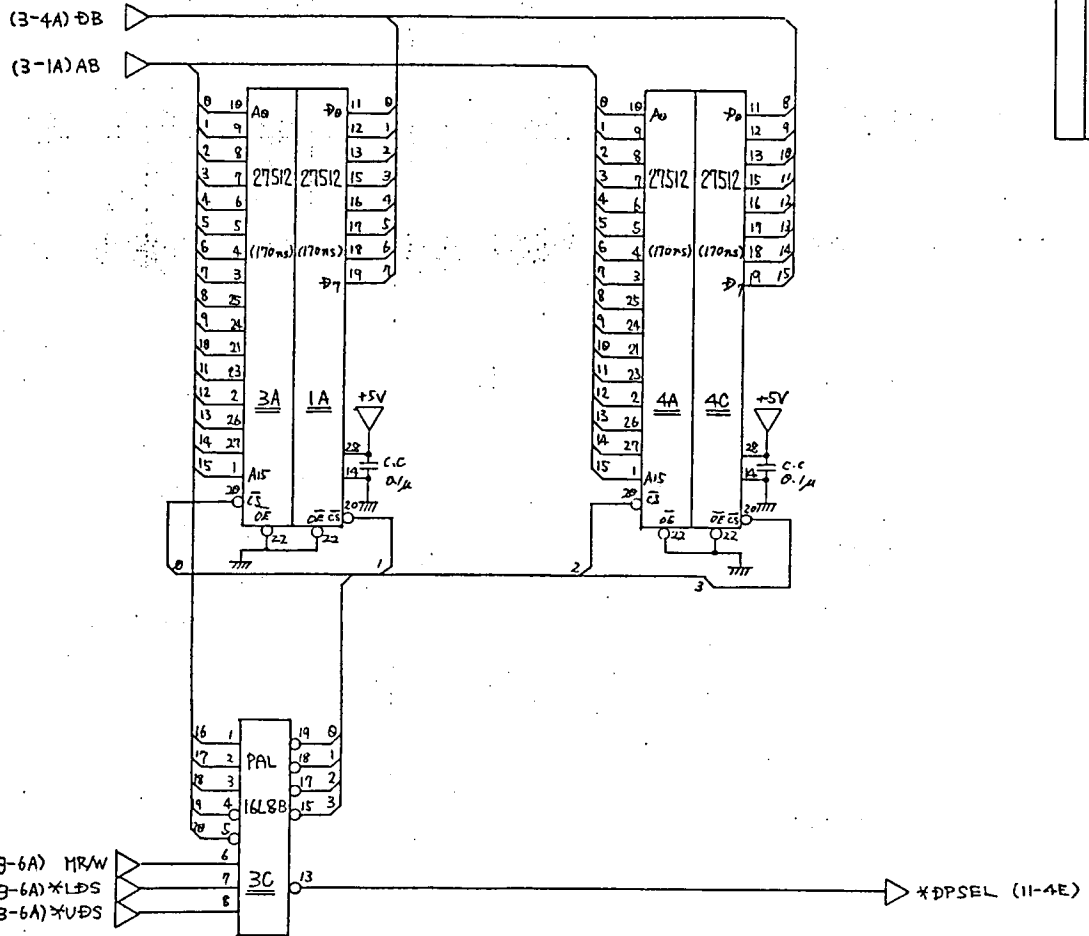 (3-4A) DB
(3-1A) AB
0 10 A0 D0 11 0
1 9 12 1
2 8 13 2
3 7 27512 27512 15 3
4 6 16 4
5 5 17 5
6 4 (170ns) (170ns) 18 6
7 3 D7 19 7
8 25
9 24
10 21
11 23
12 2 3A 1A
13 26 +5V
14 27 28
15 1 A15 14 C.C 0.1μ
20 CS OE OE CS 20
22 22
0 10 A0 D0 11 8
1 9 12 9
2 8 13 10
3 7 27512 27512 15 11
4 6 16 12
5 5 17 13
6 4 (170ns) (170ns) 18 14
7 3 D7 19 15
8 25
9 24
10 21
11 23
12 2 4A 4C
13 26 +5V
14 27 28
15 1 A15 14 C.C 0.1μ
20 CS OE OE CS 20
22 22
0 1 2 3
16 1 19 0
17 2 PAL 18 1
18 3 17 2
19 4 16L8B 15 3
20 5
3-6A) MR/W 6
3-6A) *LDS 7 3C 13 *DPSEL (11-4E)
3-6A) *UDS 8